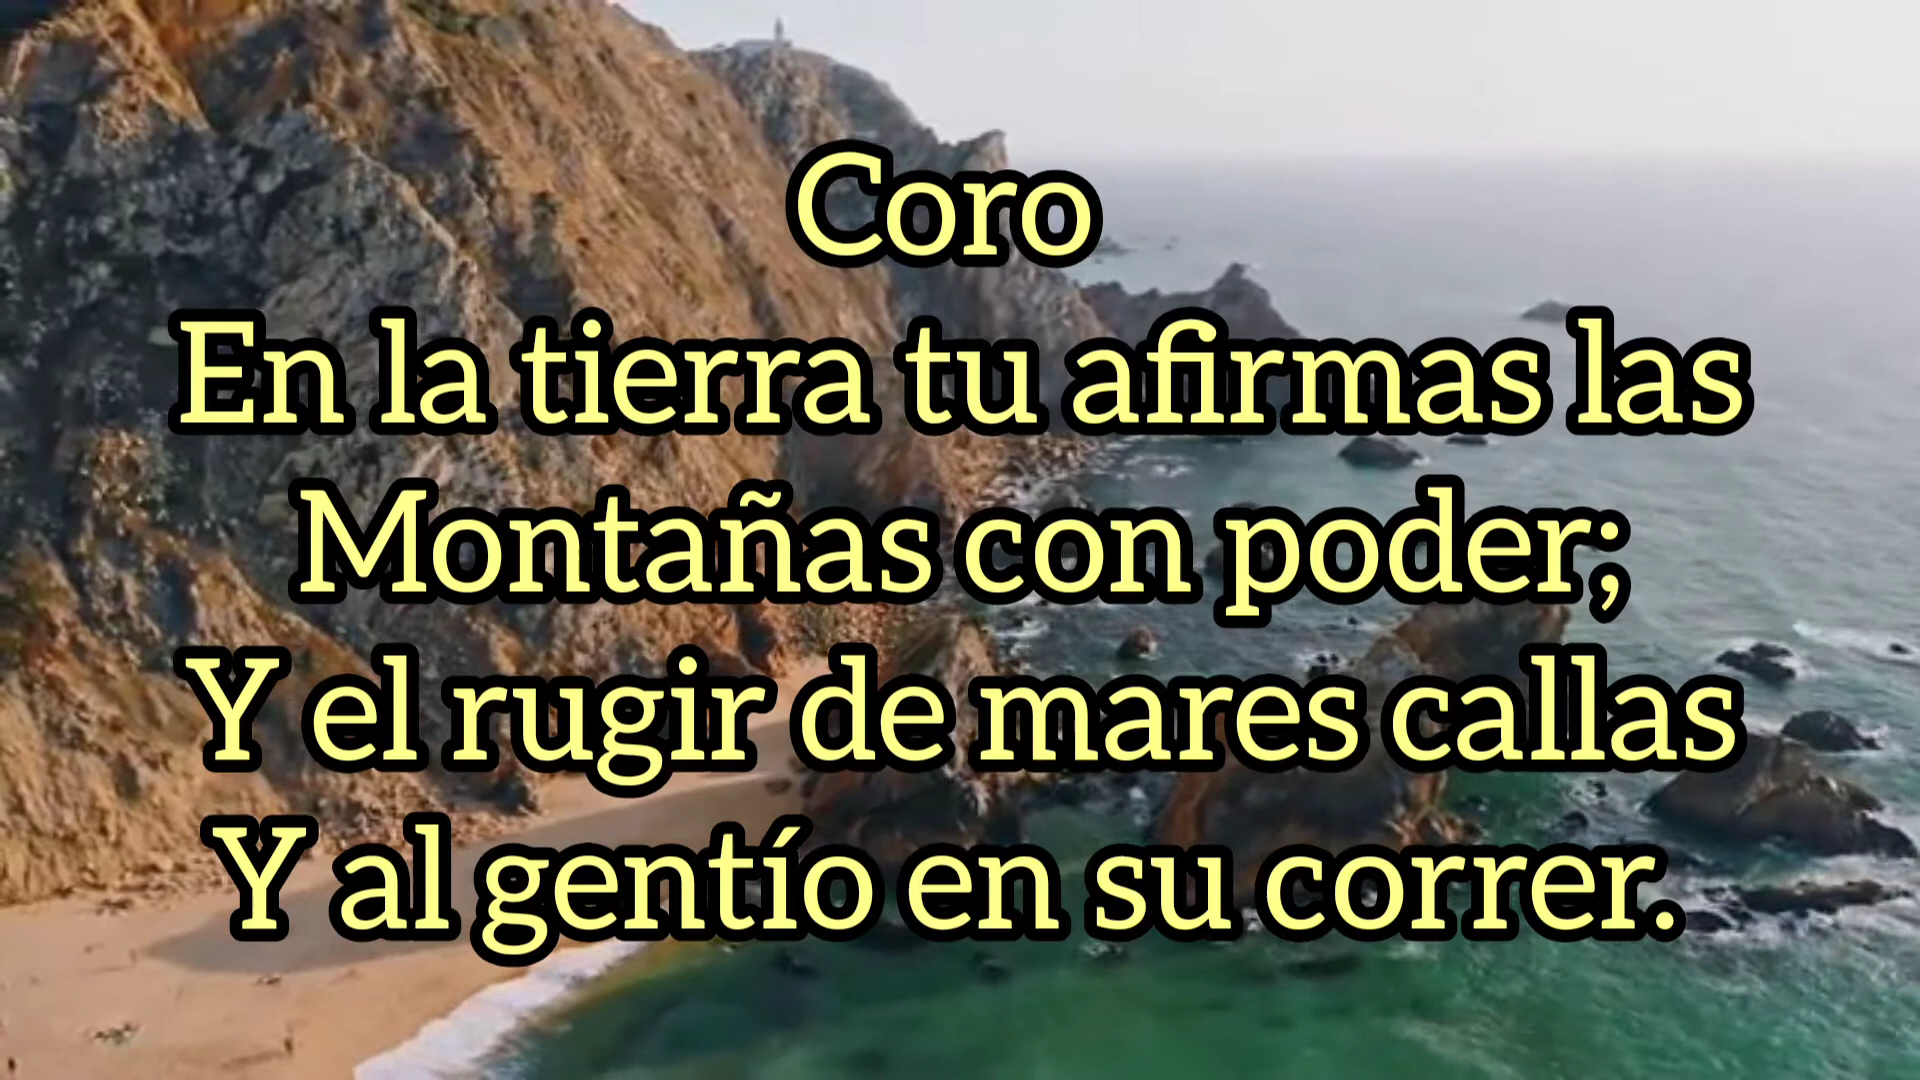 Coro
En la tierra tu afirmas las
Montañas con poder;
Y el rugir de mares callas
Y al gentío en su correr.